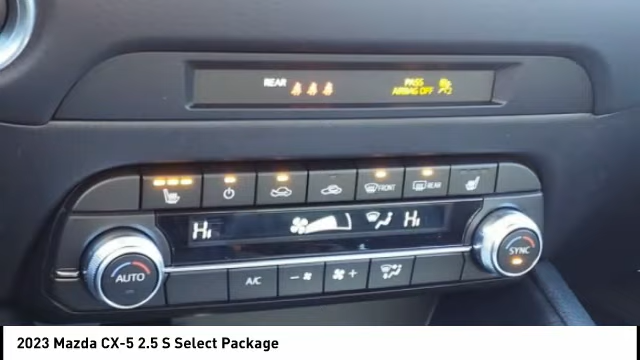 REAR PASS
AIRBAG OFF
FRONT REAR
Hi Hi
AUTO
SYNC
A/C
- +
2023 Mazda CX-5 2.5 S Select Package